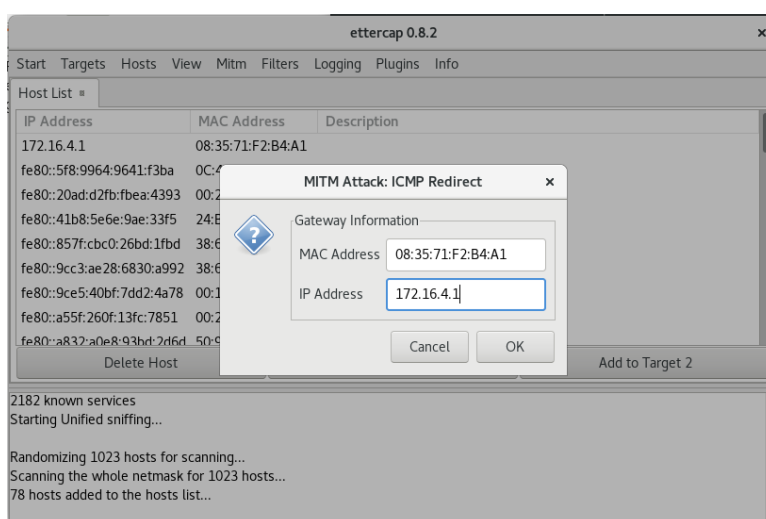 ettercap 0.8.2 ×
Start Targets Hosts View Mitm Filters Logging Plugins Info
Host List
IP Address MAC Address Description
172.16.4.1 08:35:71:F2:B4:A1
fe80::5f8:9964:9641:f3ba
fe80::20ad:d2fb:fbea:4393
fe80::41b8:5e6e:9ae:33f5
fe80::857f:cbc0:26bd:1fbd
fe80::9cc3:ae28:6830:a992
fe80::9ce5:40bf:7dd2:4a78
fe80::a55f:260f:13fc:7851
fe80::a832:a0e8:93bd:2d6d
MITM Attack: ICMP Redirect ×
Gateway Information
MAC Address 08:35:71:F2:B4:A1
IP Address 172.16.4.1
Cancel OK
Delete Host Add to Target 2
2182 known services
Starting Unified sniffing...
Randomizing 1023 hosts for scanning...
Scanning the whole netmask for 1023 hosts...
78 hosts added to the hosts list...